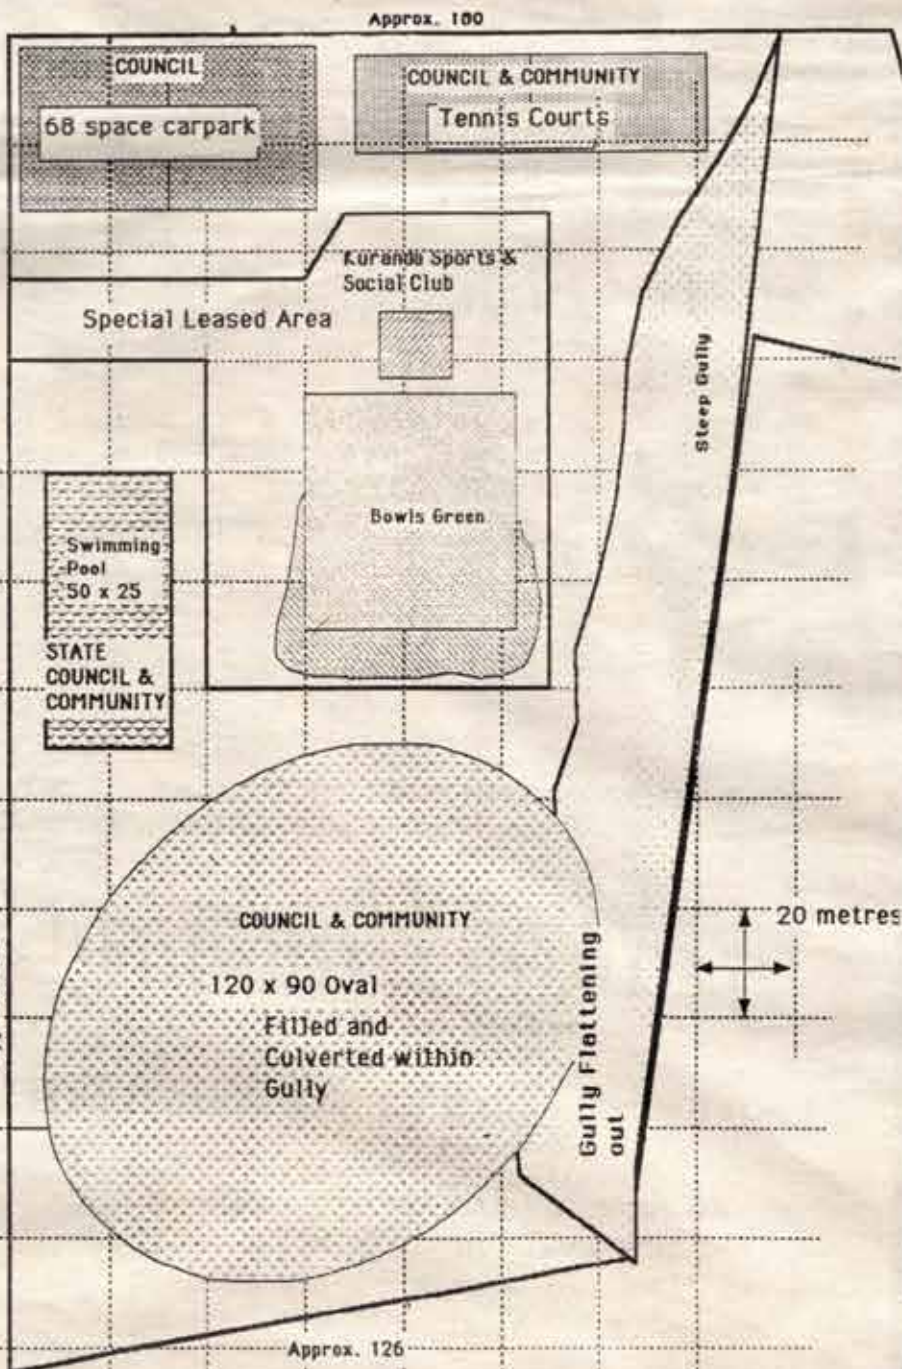 Approx. 180
COUNCIL
68 space carpark
COUNCIL & COMMUNITY
Tennis Courts
Kuranda Sports &
Social Club
Special Leased Area
Steep Gully
Bowls Green
Swimming
Pool
50 x 25
STATE
COUNCIL &
COMMUNITY
COUNCIL & COMMUNITY
120 x 90 Oval
Filled and
Culverted within
Gully
Gully Flattening
out
20 metres
Approx. 126